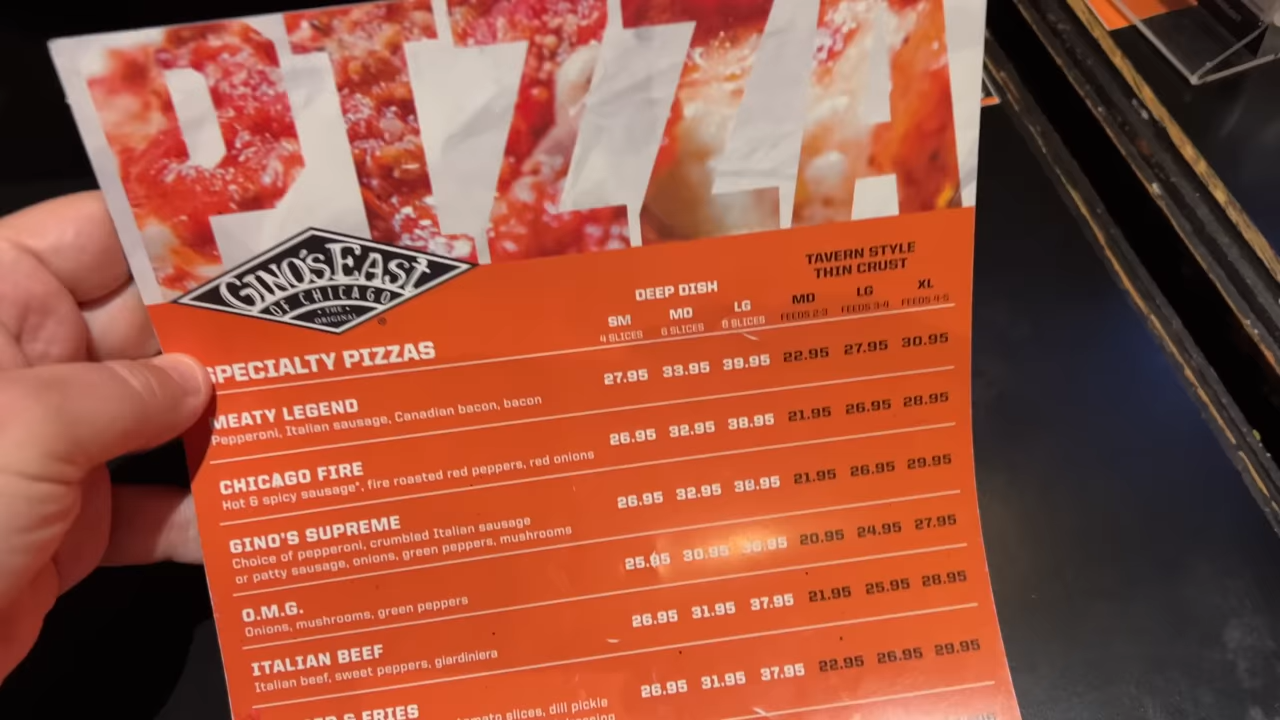 PIZZA
GINO'S EAST
OF CHICAGO
• THE •
ORIGINAL
®
TAVERN STYLE
THIN CRUST
DEEP DISH
SM MD LG MD LG XL
4 SLICES 6 SLICES 8 SLICES FEEDS 2-3 FEEDS 3-4 FEEDS 4-5
SPECIALTY PIZZAS
MEATY LEGEND 27.95 33.95 39.95 22.95 27.95 30.95
Pepperoni, Italian sausage, Canadian bacon, bacon
CHICAGO FIRE 26.95 32.95 38.95 21.95 26.95 28.95
Hot & spicy sausage*, fire roasted red peppers, red onions
GINO'S SUPREME 26.95 32.95 38.95 21.95 26.95 29.95
Choice of pepperoni, crumbled Italian sausage
or patty sausage, onions, green peppers, mushrooms
O.M.G. 25.95 30.95 36.95 20.95 24.95 27.95
Onions, mushrooms, green peppers
ITALIAN BEEF 26.95 31.95 37.95 21.95 25.95 28.95
Italian beef, sweet peppers, giardiniera
& FRIES 26.95 31.95 37.95 22.95 26.95 29.95
slices, dill pickle